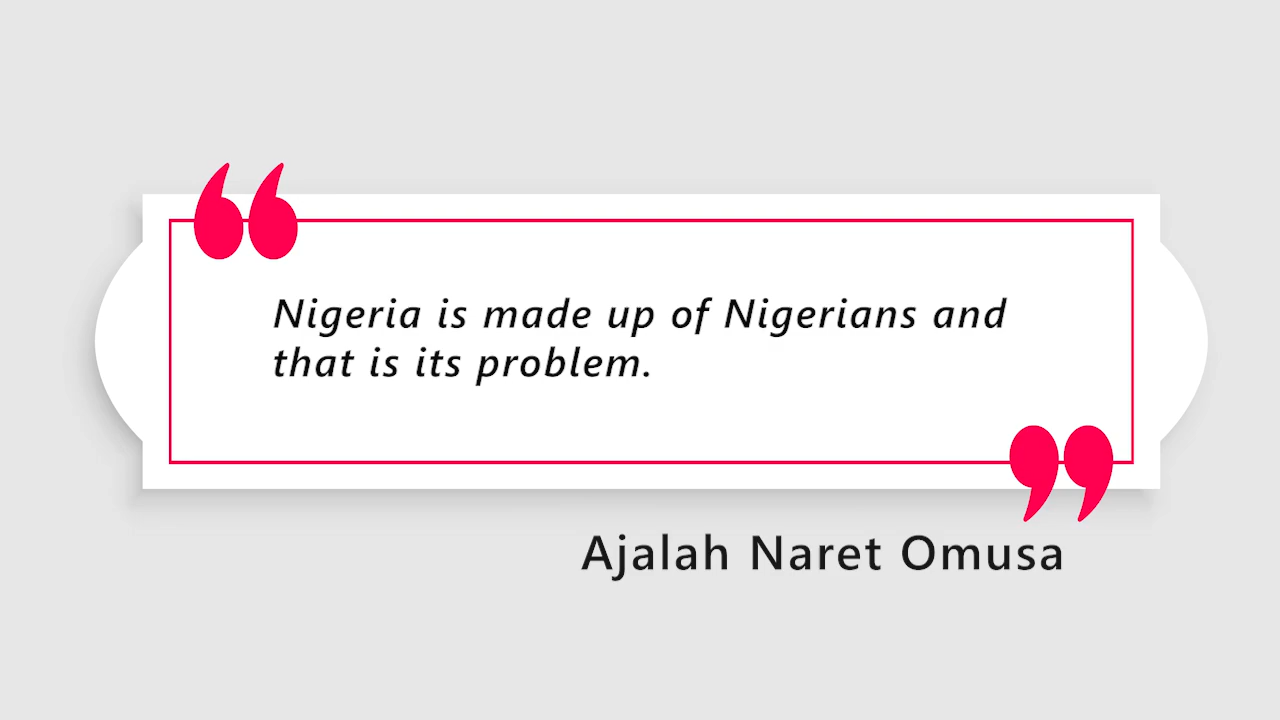 Nigeria is made up of Nigerians and
that is its problem.
Ajalah Naret Omusa